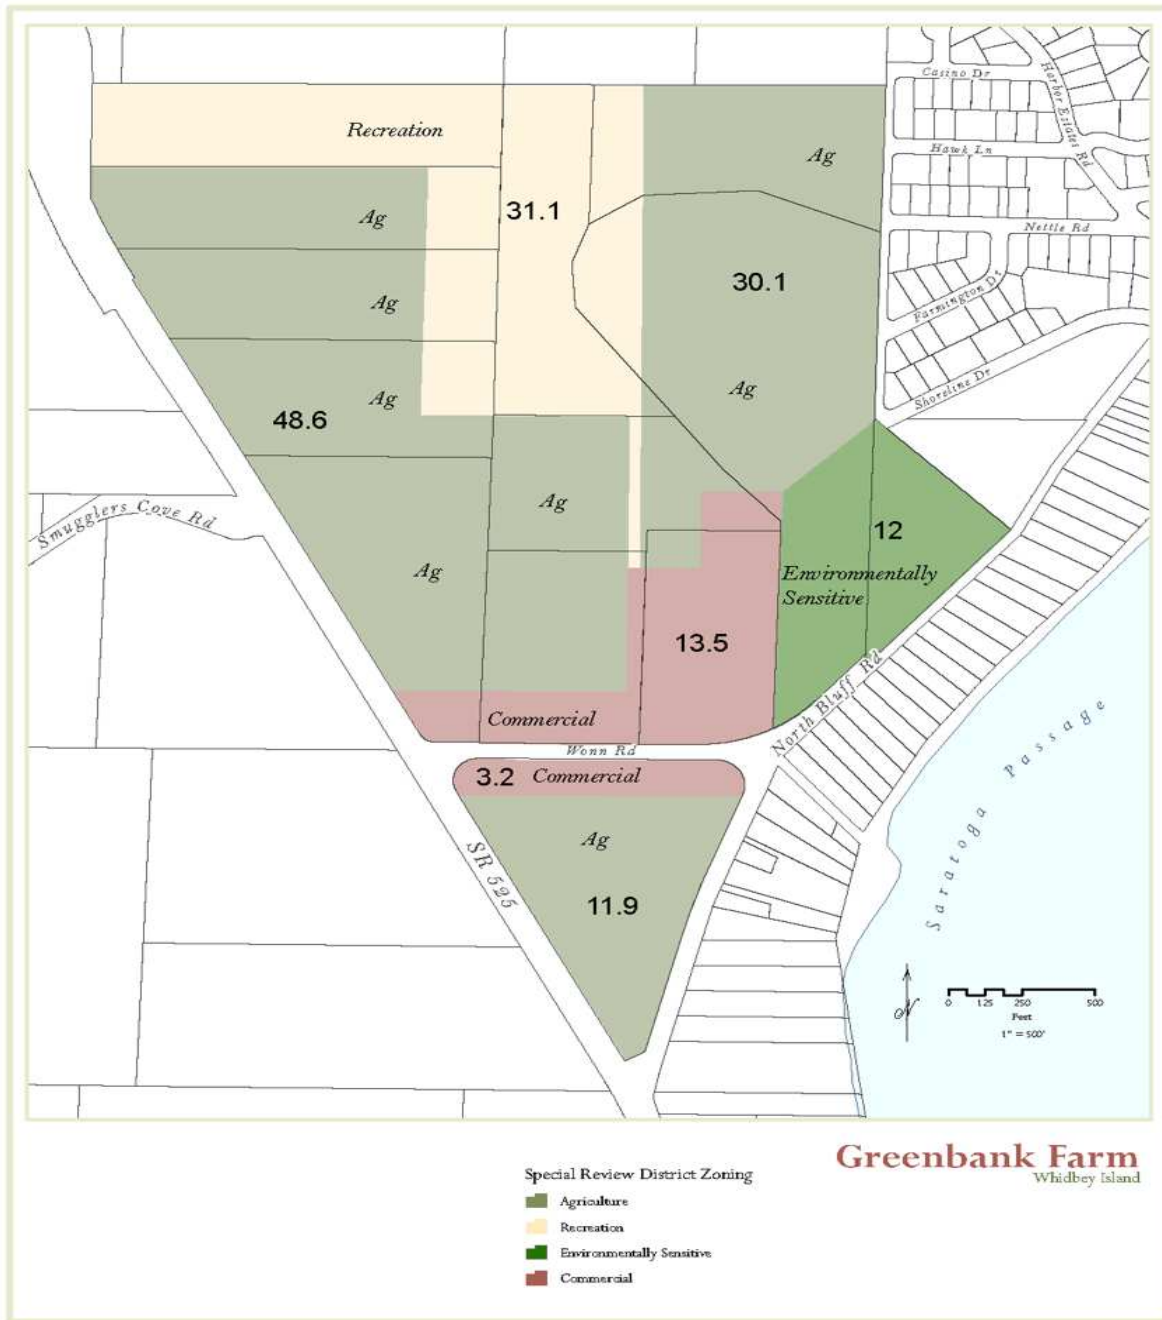 Casino Dr
Harbor Estates Rd
Recreation
Hawk Ln
Ag
31.1
Ag
Nettle Rd
30.1
Ag
Farmington Dr
Ag
Ag
Shoreline Dr
48.6
Ag
Smugglers Cove Rd
12
Ag
Environmentally
Sensitive
13.5
North Bluff Rd
Commercial
Wonn Rd
3.2 Commercial
Saratoga Passage
Ag
SR 525
11.9
N
0 125 250 500
Feet
1" = 500'
Greenbank Farm
Whidbey Island
Special Review District Zoning
Agriculture
Recreation
Environmentally Sensitive
Commercial